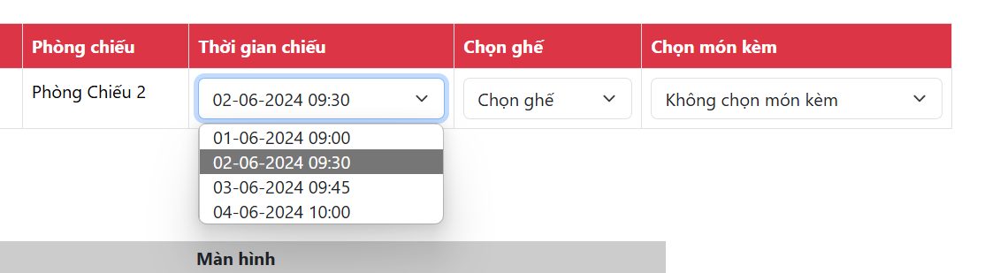 Phòng chiếu Thời gian chiếu Chọn ghế Chọn món kèm
Phòng Chiếu 2 02-06-2024 09:30 Chọn ghế Không chọn món kèm
01-06-2024 09:00
02-06-2024 09:30
03-06-2024 09:45
04-06-2024 10:00
Màn hình